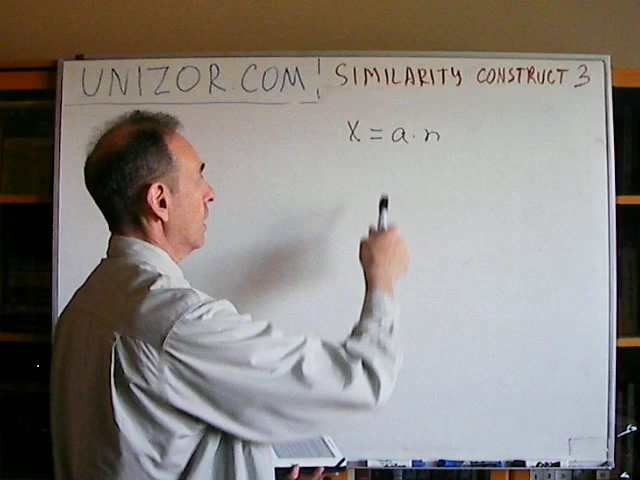 UNIZOR.COM! SIMILARITY CONSTRUCT 3
X = a · n